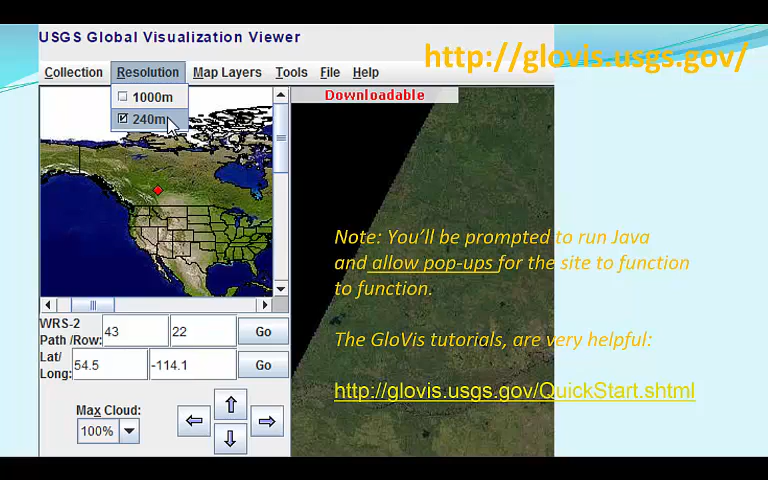 USGS Global Visualization Viewer
http://glovis.usgs.gov/
Collection Resolution Map Layers Tools File Help
1000m
240m
Downloadable
Note: You'll be prompted to run Java
and allow pop-ups for the site to function
to function.
The GloVis tutorials, are very helpful:
http://glovis.usgs.gov/QuickStart.shtml
WRS-2
Path /Row: 43 22 Go
Lat/
Long: 54.5 -114.1 Go
Max Cloud:
100%